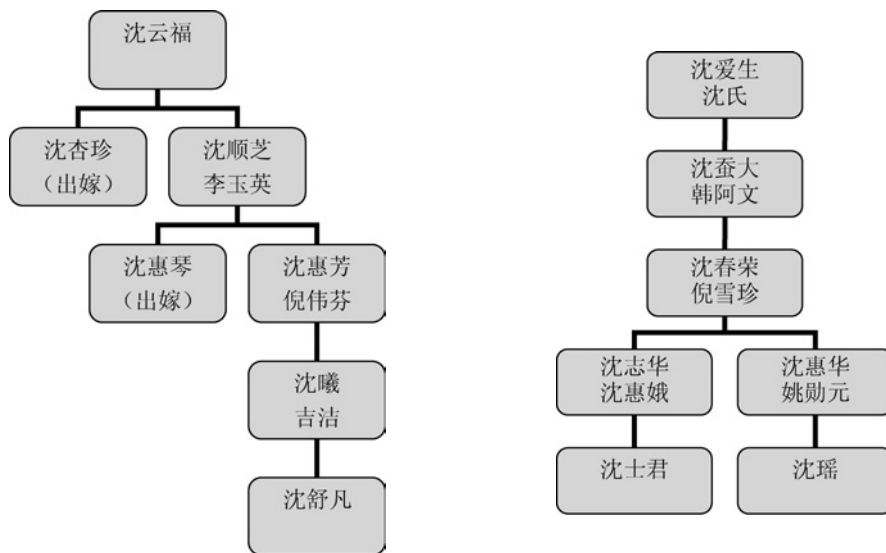 沈云福
沈杏珍
（出嫁）
沈顺芝
李玉英
沈惠琴
（出嫁）
沈惠芳
倪伟芬
沈曦
吉洁
沈舒凡
沈爱生
沈氏
沈蚕大
韩阿文
沈春荣
倪雪珍
沈志华
沈惠娥
沈惠华
姚勋元
沈士君
沈瑶